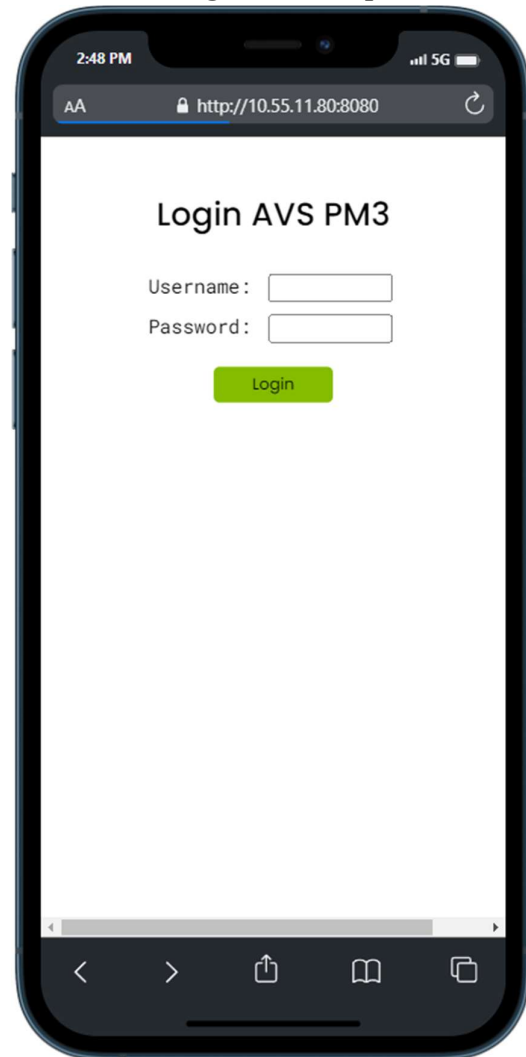 2:48 PM 5G
AA http://10.55.11.80:8080
Login AVS PM3
Username:
Password:
Login